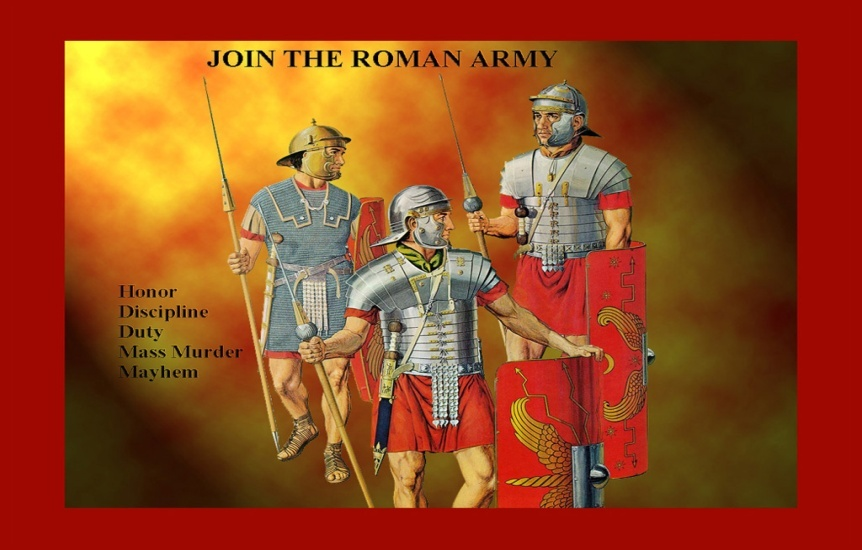 JOIN THE ROMAN ARMY
Honor
Discipline
Duty
Mass Murder
Mayhem